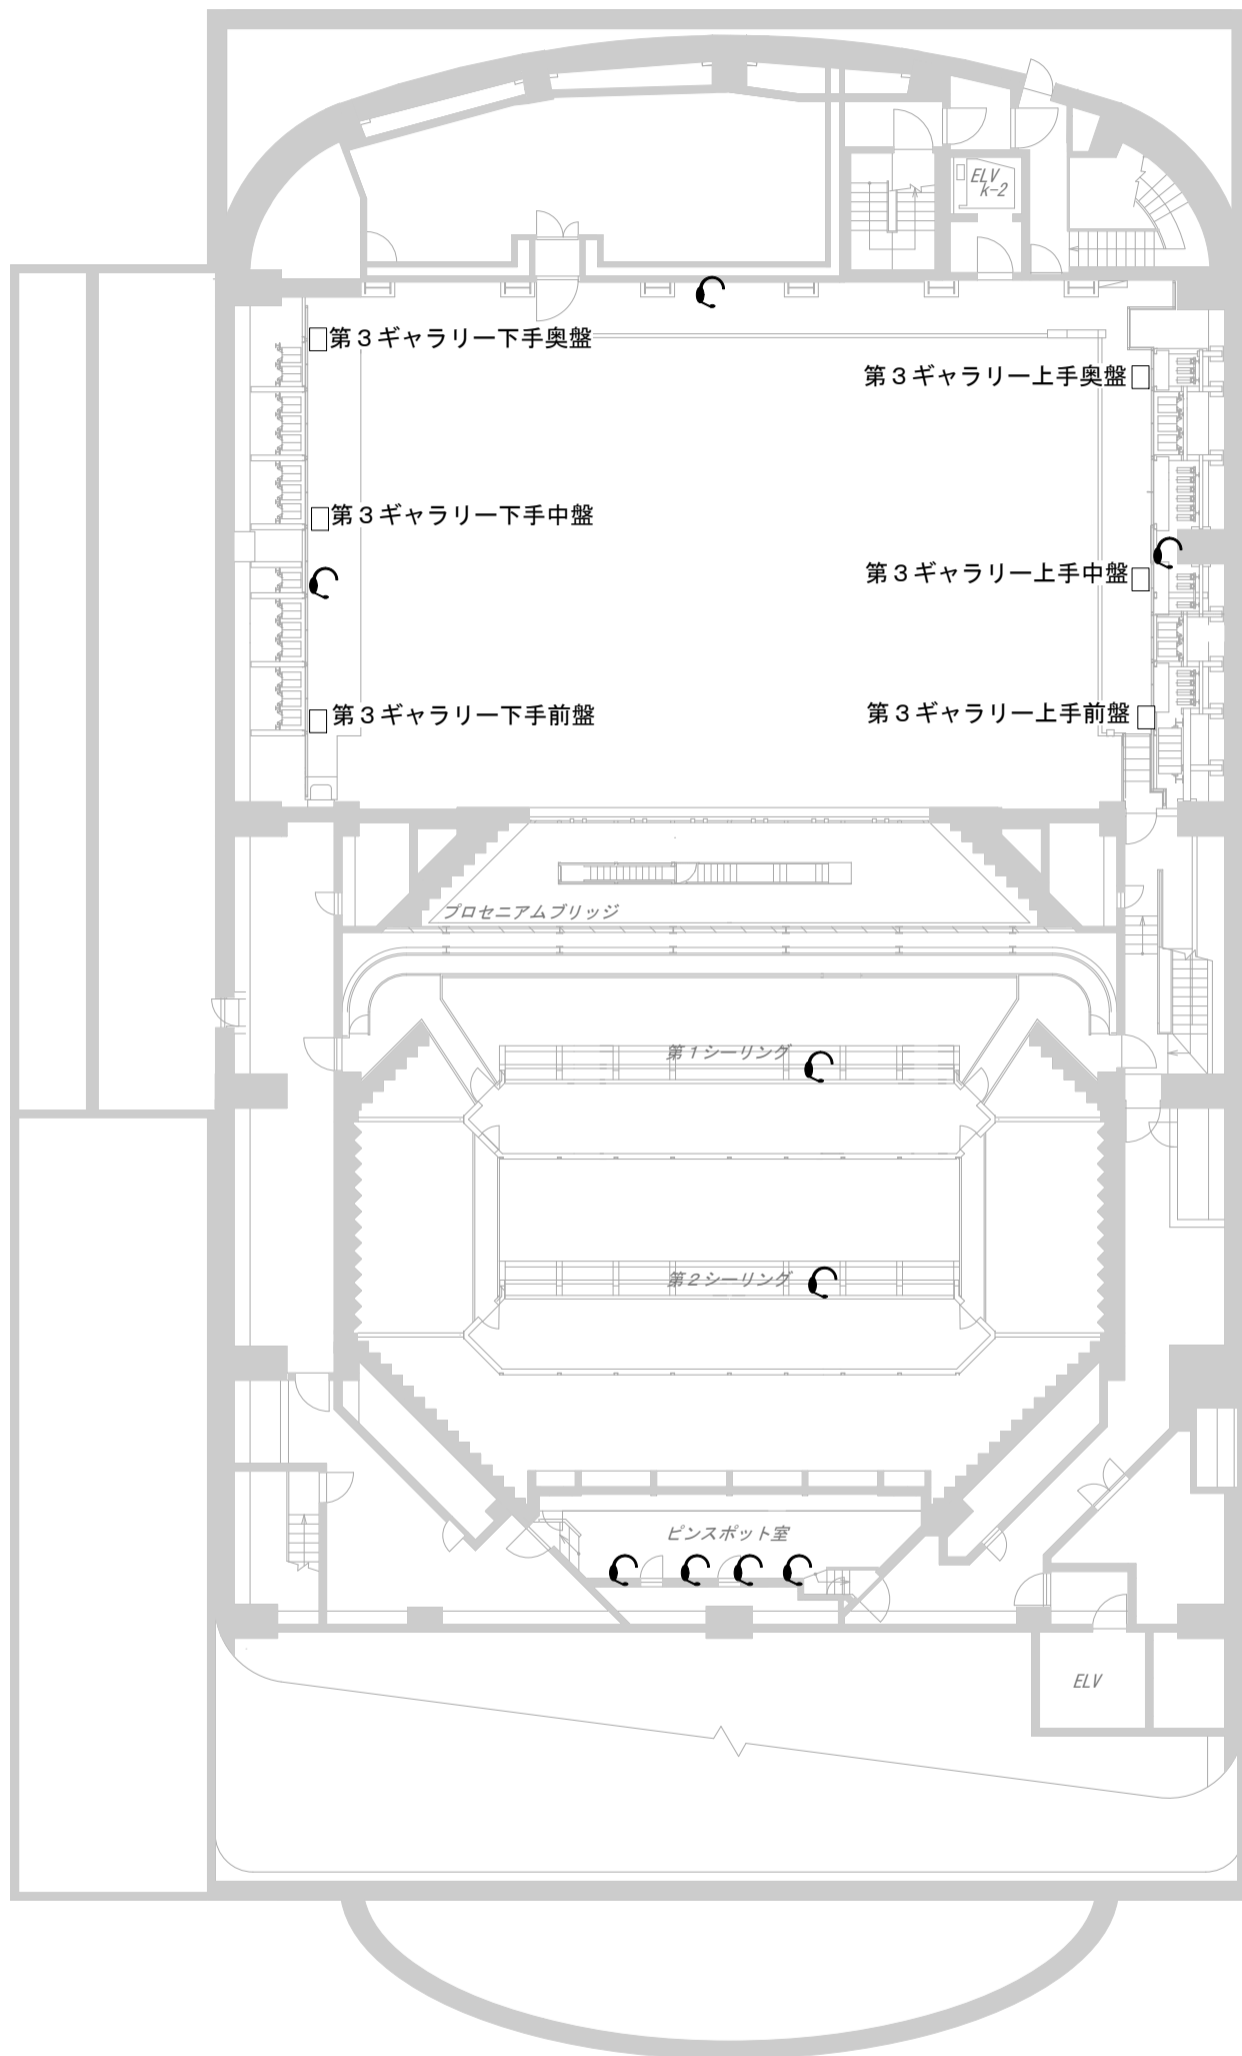 ELV
k-2
第３ギャラリー下手奥盤
第３ギャラリー上手奥盤
第３ギャラリー下手中盤
第３ギャラリー上手中盤
第３ギャラリー下手前盤
第３ギャラリー上手前盤
プロセニアムブリッジ
第１シーリング
第２シーリング
ピンスポット室
ELV